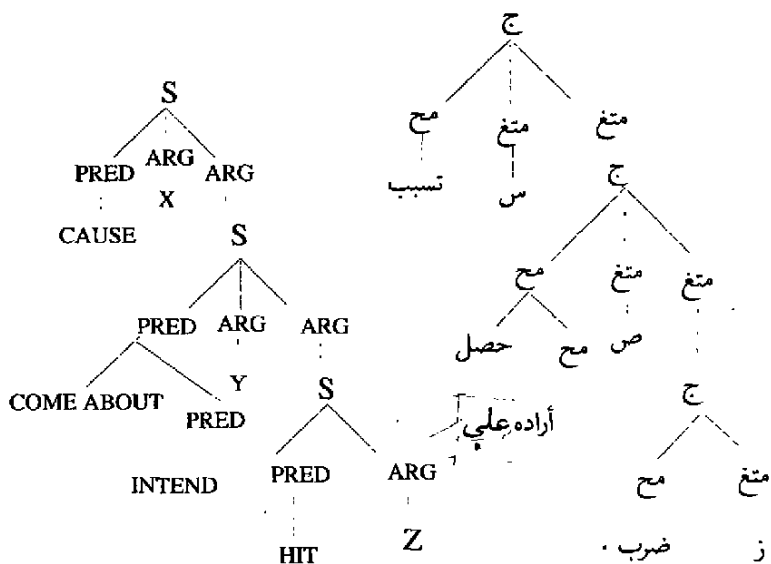 S
PRED ARG ARG
X
CAUSE
S
PRED ARG ARG
Y
COME ABOUT PRED
S
INTEND
PRED ARG
HIT Z
ج
مح متغ متغ
تسبب س
ج
مح متغ متغ
حصل مح ص
ج
أراده علي
مح متغ
ضرب . ز